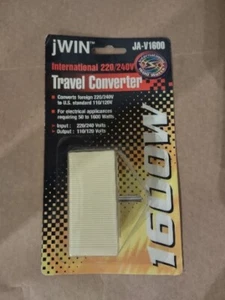 jWIN™
JA-V1600
International 220/240V
Travel Converter
Converts foreign 220/240V
to U.S. standard 110/120V
For electrical appliances
requiring 50 to 1600 Watts
Input : 220/240 Volts
Output : 110/120 Volts
1600W